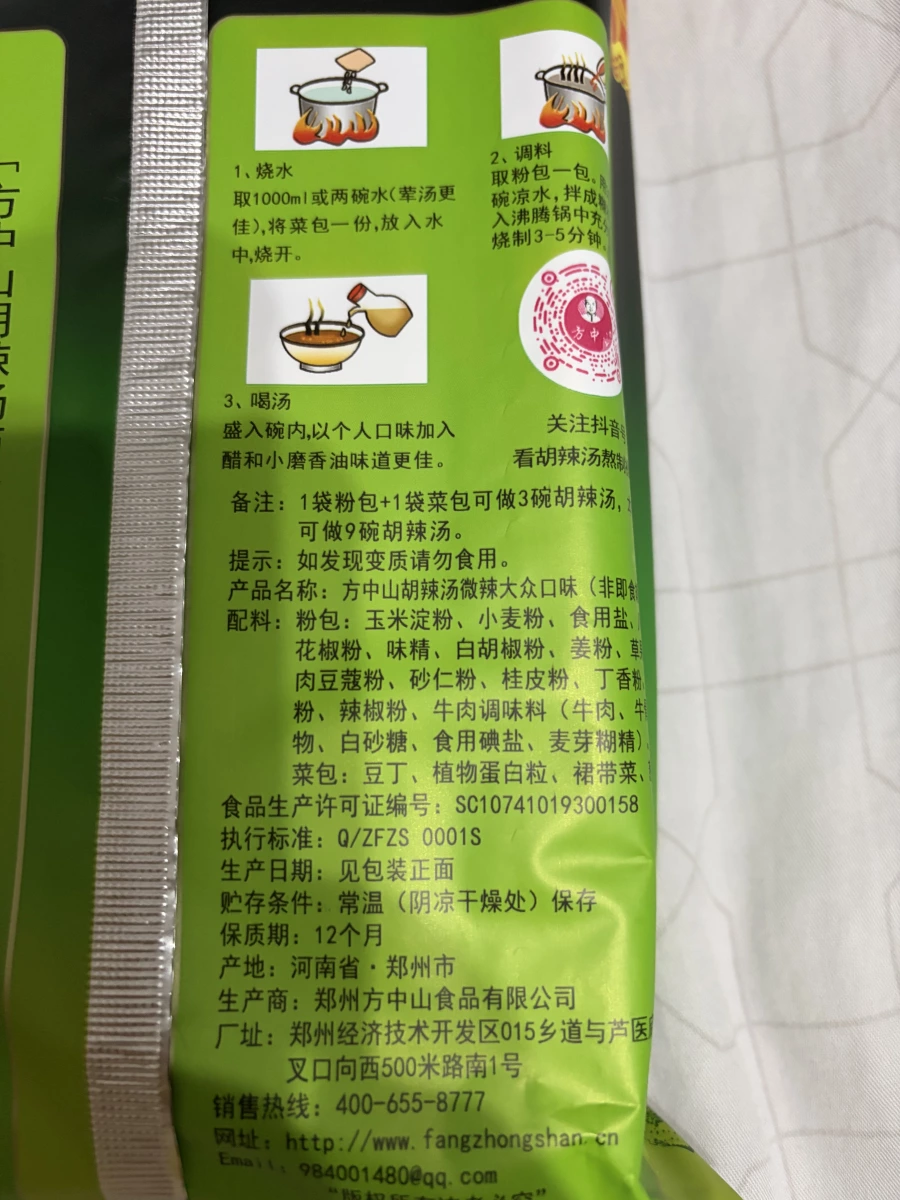 「方中山胡辣汤
1、烧水
取1000ml或两碗水(荤汤更
佳),将菜包一份,放入水
中,烧开。
2、调料
取粉包一包。
碗凉水,拌成
入沸腾锅中充
烧制3-5分钟。
方中
3、喝汤
盛入碗内,以个人口味加入
醋和小磨香油味道更佳。
关注抖音
看胡辣汤熬制
备注: 1袋粉包+1袋菜包可做3碗胡辣汤,
可做9碗胡辣汤。
提示: 如发现变质请勿食用。
产品名称: 方中山胡辣汤微辣大众口味（非即食
配料: 粉包: 玉米淀粉、小麦粉、食用盐、
花椒粉、味精、白胡椒粉、姜粉、草
肉豆蔻粉、砂仁粉、桂皮粉、丁香粉
粉、辣椒粉、牛肉调味料（牛肉、牛
物、白砂糖、食用碘盐、麦芽糊精）
菜包: 豆丁、植物蛋白粒、裙带菜、
食品生产许可证编号: SC10741019300158
执行标准: Q/ZFZS 0001S
生产日期: 见包装正面
贮存条件: 常温（阴凉干燥处）保存
保质期: 12个月
产地: 河南省·郑州市
生产商: 郑州方中山食品有限公司
厂址: 郑州经济技术开发区015乡道与芦医
叉口向西500米路南1号
销售热线: 400-655-8777
网址: http://www.fangzhongshan.cn
Email: 984001480@qq.com